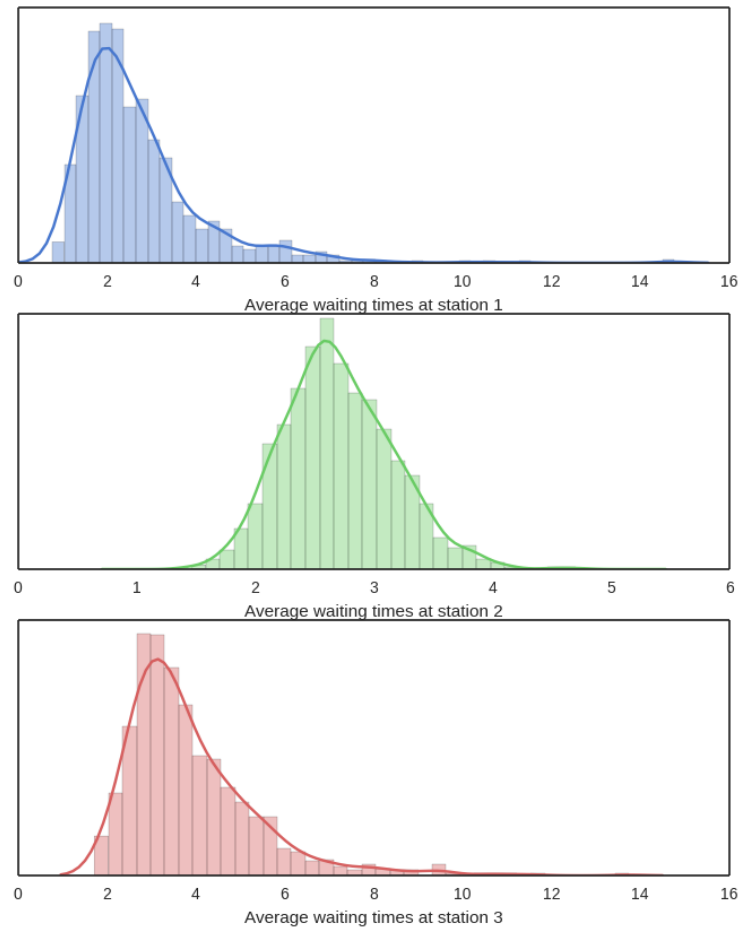 0 2 4 6 8 10 12 14 16
Average waiting times at station 1
0 1 2 3 4 5 6
Average waiting times at station 2
0 2 4 6 8 10 12 14 16
Average waiting times at station 3